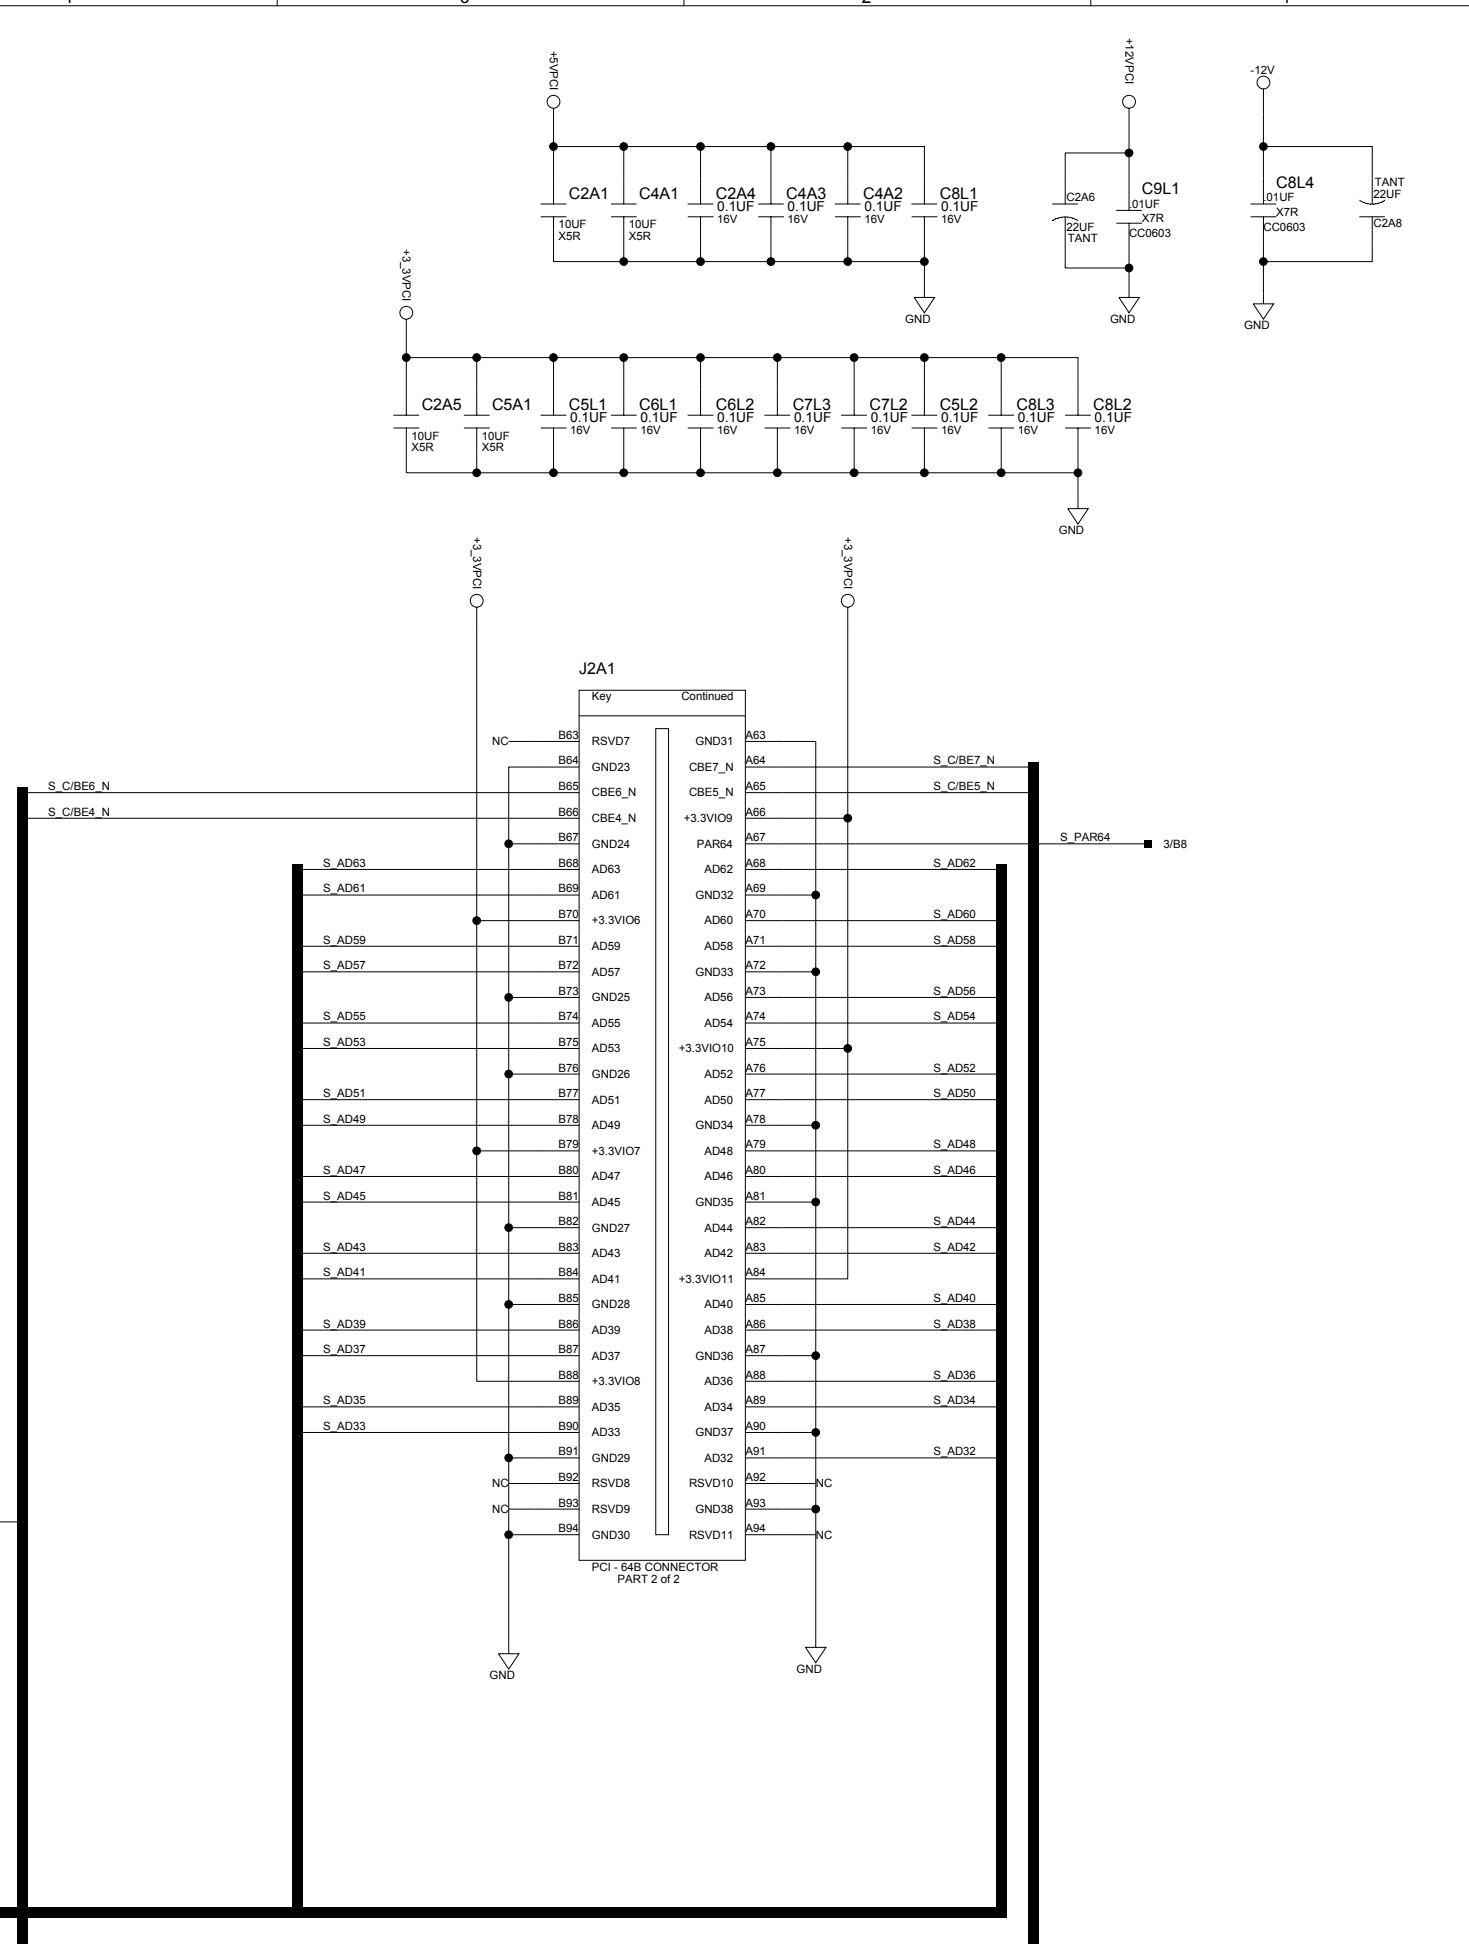 +5VPCI
+12VPCI
-12V
C2A1
10UF
X5R
C4A1
10UF
X5R
C2A4
0.1UF
16V
C4A3
0.1UF
16V
C4A2
0.1UF
16V
C8L1
0.1UF
16V
GND
C2A6
22UF
TANT
C9L1
.01UF
X7R
CC0603
GND
C8L4
.01UF
X7R
CC0603
TANT
22UF
C2A8
GND
+3_3VPCI
C2A5
10UF
X5R
C5A1
10UF
X5R
C5L1
0.1UF
16V
C6L1
0.1UF
16V
C6L2
0.1UF
16V
C7L3
0.1UF
16V
C7L2
0.1UF
16V
C5L2
0.1UF
16V
C8L3
0.1UF
16V
C8L2
0.1UF
16V
GND
+3_3VPCI
+3_3VPCI
J2A1
Key Continued
NC B63 RSVD7 GND31 A63
B64 GND23 CBE7_N A64 S_C/BE7_N
S_C/BE6_N B65 CBE6_N CBE5_N A65 S_C/BE5_N
S_C/BE4_N B66 CBE4_N +3.3VIO9 A66
B67 GND24 PAR64 A67 S_PAR64 3/B8
S_AD63 B68 AD63 AD62 A68 S_AD62
S_AD61 B69 AD61 GND32 A69
B70 +3.3VIO6 AD60 A70 S_AD60
S_AD59 B71 AD59 AD58 A71 S_AD58
S_AD57 B72 AD57 GND33 A72
B73 GND25 AD56 A73 S_AD56
S_AD55 B74 AD55 AD54 A74 S_AD54
S_AD53 B75 AD53 +3.3VIO10 A75
B76 GND26 AD52 A76 S_AD52
S_AD51 B77 AD51 AD50 A77 S_AD50
S_AD49 B78 AD49 GND34 A78
B79 +3.3VIO7 AD48 A79 S_AD48
S_AD47 B80 AD47 AD46 A80 S_AD46
S_AD45 B81 AD45 GND35 A81
B82 GND27 AD44 A82 S_AD44
S_AD43 B83 AD43 AD42 A83 S_AD42
S_AD41 B84 AD41 +3.3VIO11 A84
B85 GND28 AD40 A85 S_AD40
S_AD39 B86 AD39 AD38 A86 S_AD38
S_AD37 B87 AD37 GND36 A87
B88 +3.3VIO8 AD36 A88 S_AD36
S_AD35 B89 AD35 AD34 A89 S_AD34
S_AD33 B90 AD33 GND37 A90
B91 GND29 AD32 A91 S_AD32
NC B92 RSVD8 RSVD10 A92 NC
NC B93 RSVD9 GND38 A93
B94 GND30 RSVD11 A94 NC
PCI - 64B CONNECTOR
PART 2 of 2
GND GND